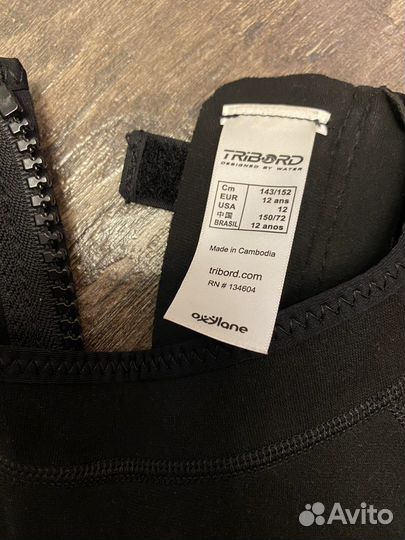 TRIBORD
DESIGNED BY WATER
Cm 143/152
EUR 12 ans
USA 12
中国 150/72
BRASIL 12 anos
Made in Cambodia
tribord.com
RN # 134604
oxylane
Avito